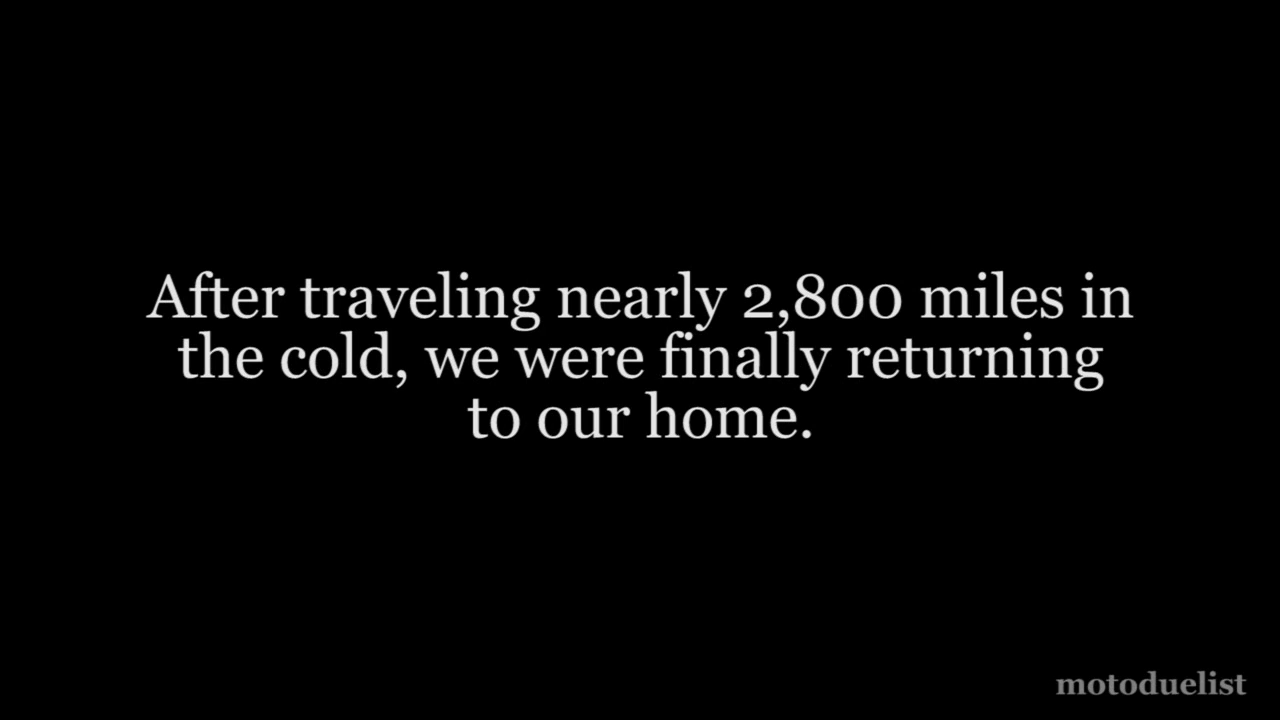 After traveling nearly 2,800 miles in
the cold, we were finally returning
to our home.
motoduelist